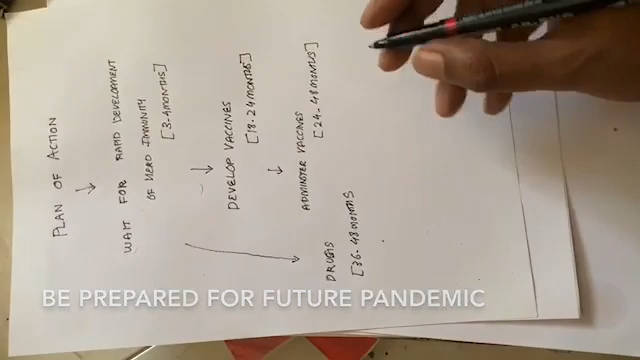 PLAN OF ACTION
WAIT FOR RAPID DEVELOPMENT
OF HERD IMMUNITY
[3-4 MONTHS]
DEVELOP VACCINES
[18-24 MONTHS]
ADMINISTER VACCINES
[24-48 MONTHS]
DRUGS
[36-48 MONTHS]
BE PREPARED FOR FUTURE PANDEMIC